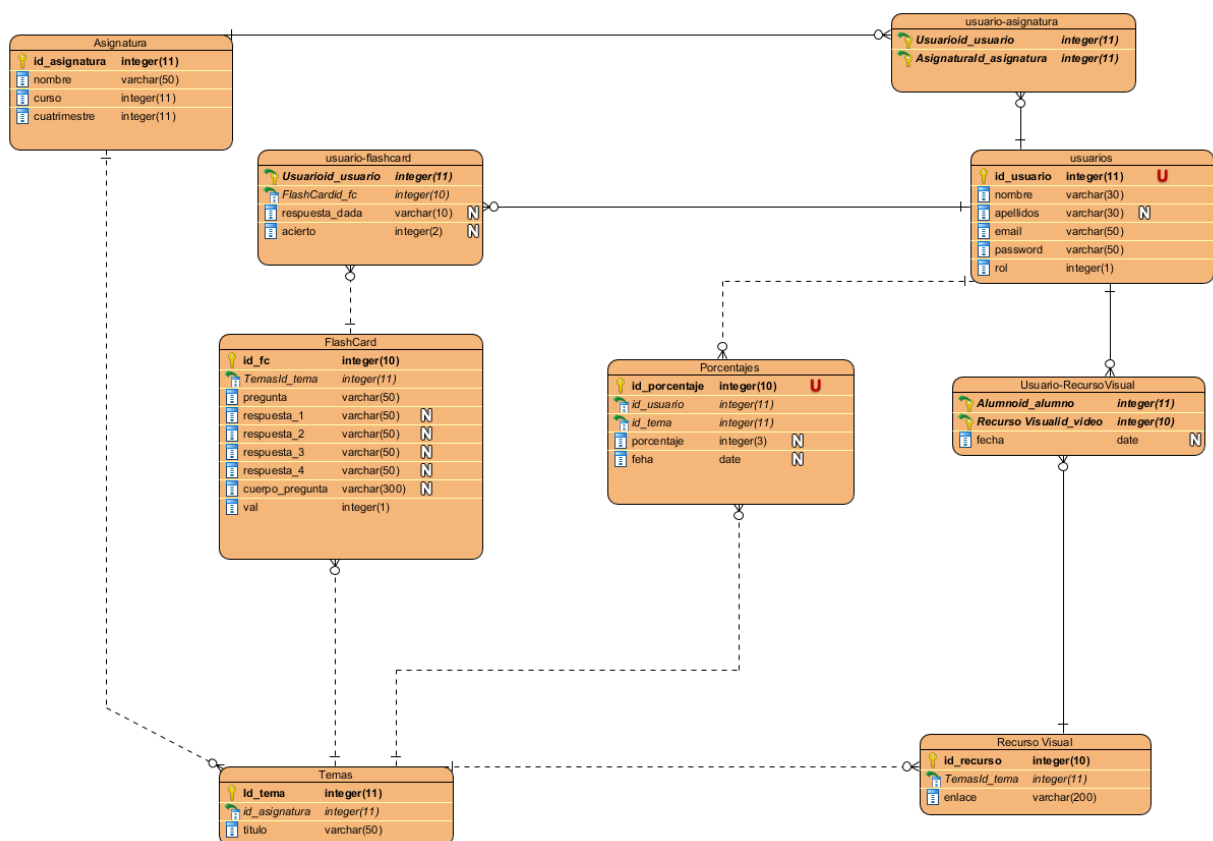 Asignatura
id_asignatura integer(11)
nombre varchar(50)
curso integer(11)
cuatrimestre integer(11)
usuario-asignatura
Usuarioid_usuario integer(11)
AsignaturaId_asignatura integer(11)
usuario-flashcard
Usuarioid_usuario integer(11)
FlashCardid_fc integer(10)
respuesta_dada varchar(10) N
acierto integer(2) N
usuarios
id_usuario integer(11) U
nombre varchar(30)
apellidos varchar(30) N
email varchar(50)
password varchar(50)
rol integer(1)
FlashCard
id_fc integer(10)
TemasId_tema integer(11)
pregunta varchar(50)
respuesta_1 varchar(50) N
respuesta_2 varchar(50) N
respuesta_3 varchar(50) N
respuesta_4 varchar(50) N
cuerpo_pregunta varchar(300) N
val integer(1)
Porcentajes
id_porcentaje integer(10) U
id_usuario integer(11)
id_tema integer(11)
porcentaje integer(3) N
feha date N
Usuario-RecursoVisual
Alumnoid_alumno integer(11)
Recurso Visualid_video integer(10)
fecha date N
Temas
Id_tema integer(11)
id_asignatura integer(11)
titulo varchar(50)
Recurso Visual
id_recurso integer(10)
TemasId_tema integer(11)
enlace varchar(200)